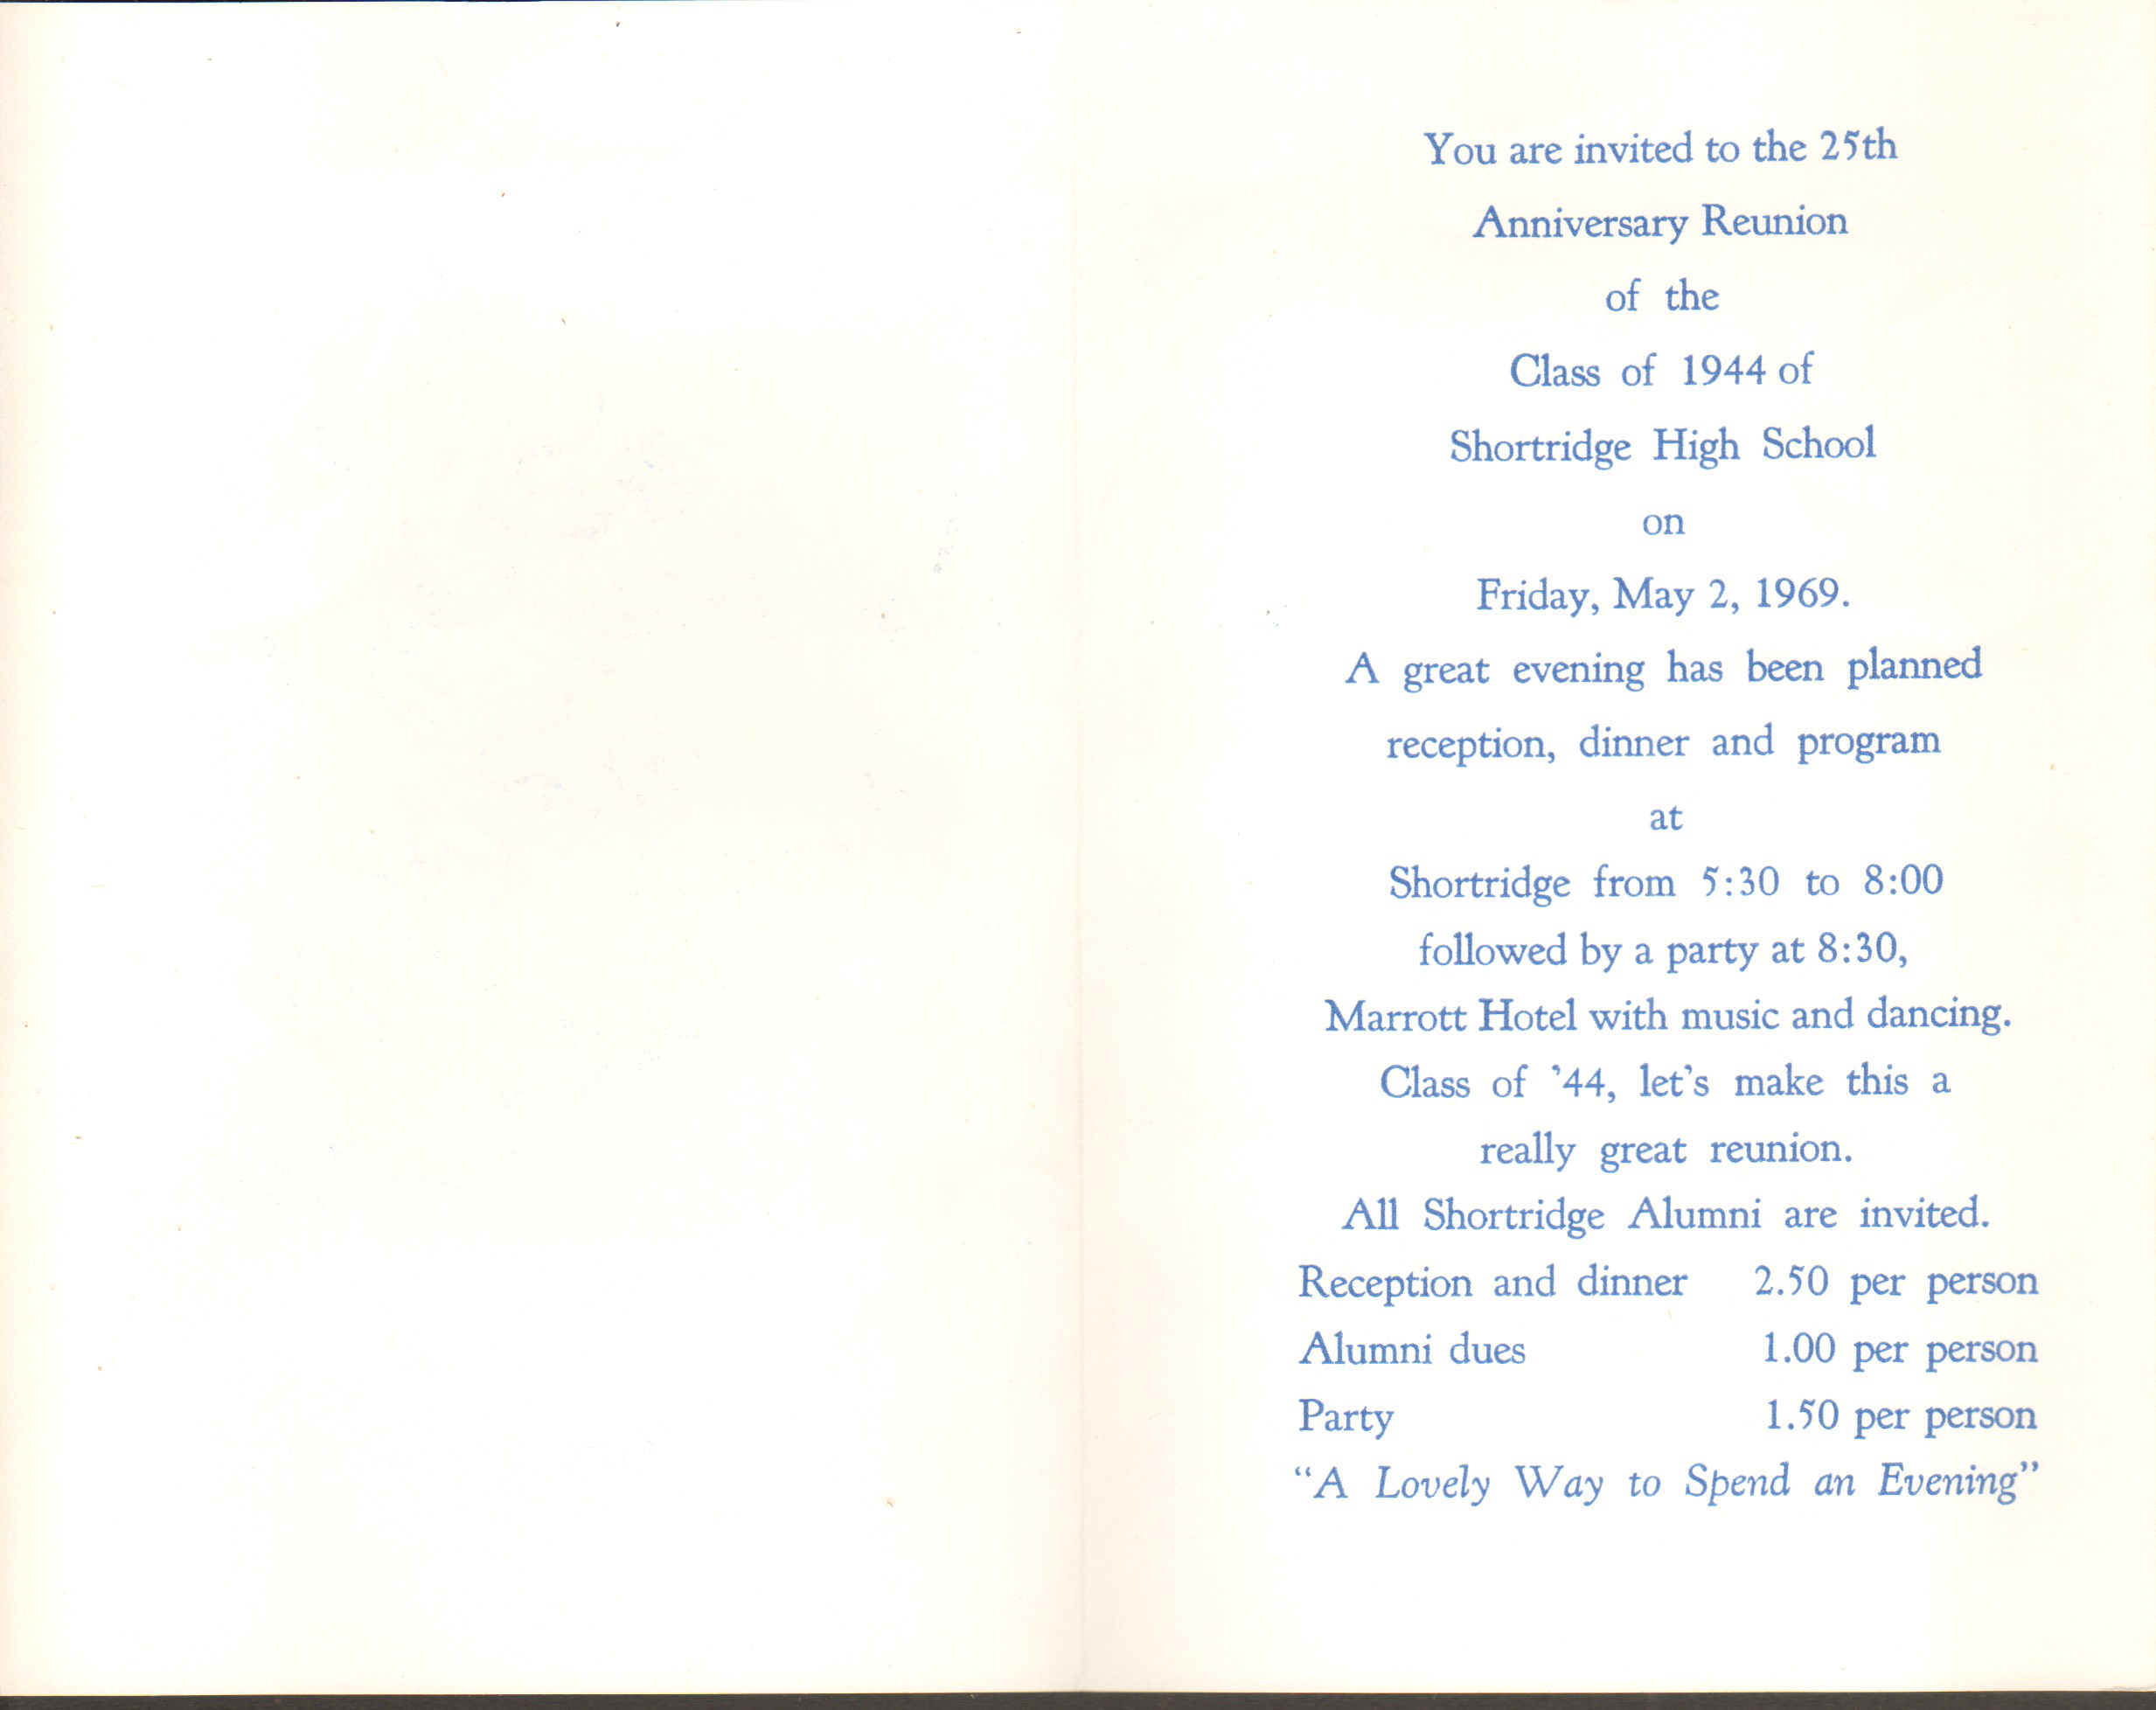 You are invited to the 25th
Anniversary Reunion
of the
Class of 1944 of
Shortridge High School
on
Friday, May 2, 1969.
A great evening has been planned
reception, dinner and program
at
Shortridge from 5:30 to 8:00
followed by a party at 8:30,
Marrott Hotel with music and dancing.
Class of ’44, let’s make this a
really great reunion.
All Shortridge Alumni are invited.
Reception and dinner 2.50 per person
Alumni dues 1.00 per person
Party 1.50 per person
“A Lovely Way to Spend an Evening”